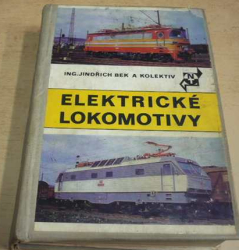 ING. JINDŘICH BEK A KOLEKTIV
ELEKTRICKÉ
LOKOMOTIVY